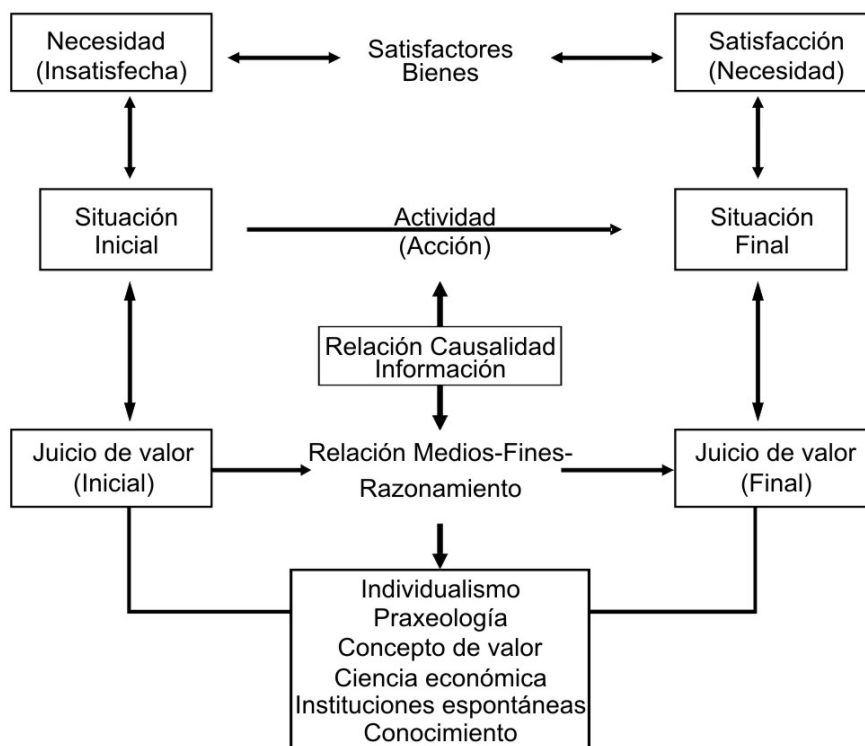 Necesidad
(Insatisfecha)
Satisfactores
Bienes
Satisfacción
(Necesidad)
Situación
Inicial
Actividad
(Acción)
Situación
Final
Relación Causalidad
Información
Juicio de valor
(Inicial)
Relación Medios-Fines-
Razonamiento
Juicio de valor
(Final)
Individualismo
Praxeología
Concepto de valor
Ciencia económica
Instituciones espontáneas
Conocimiento